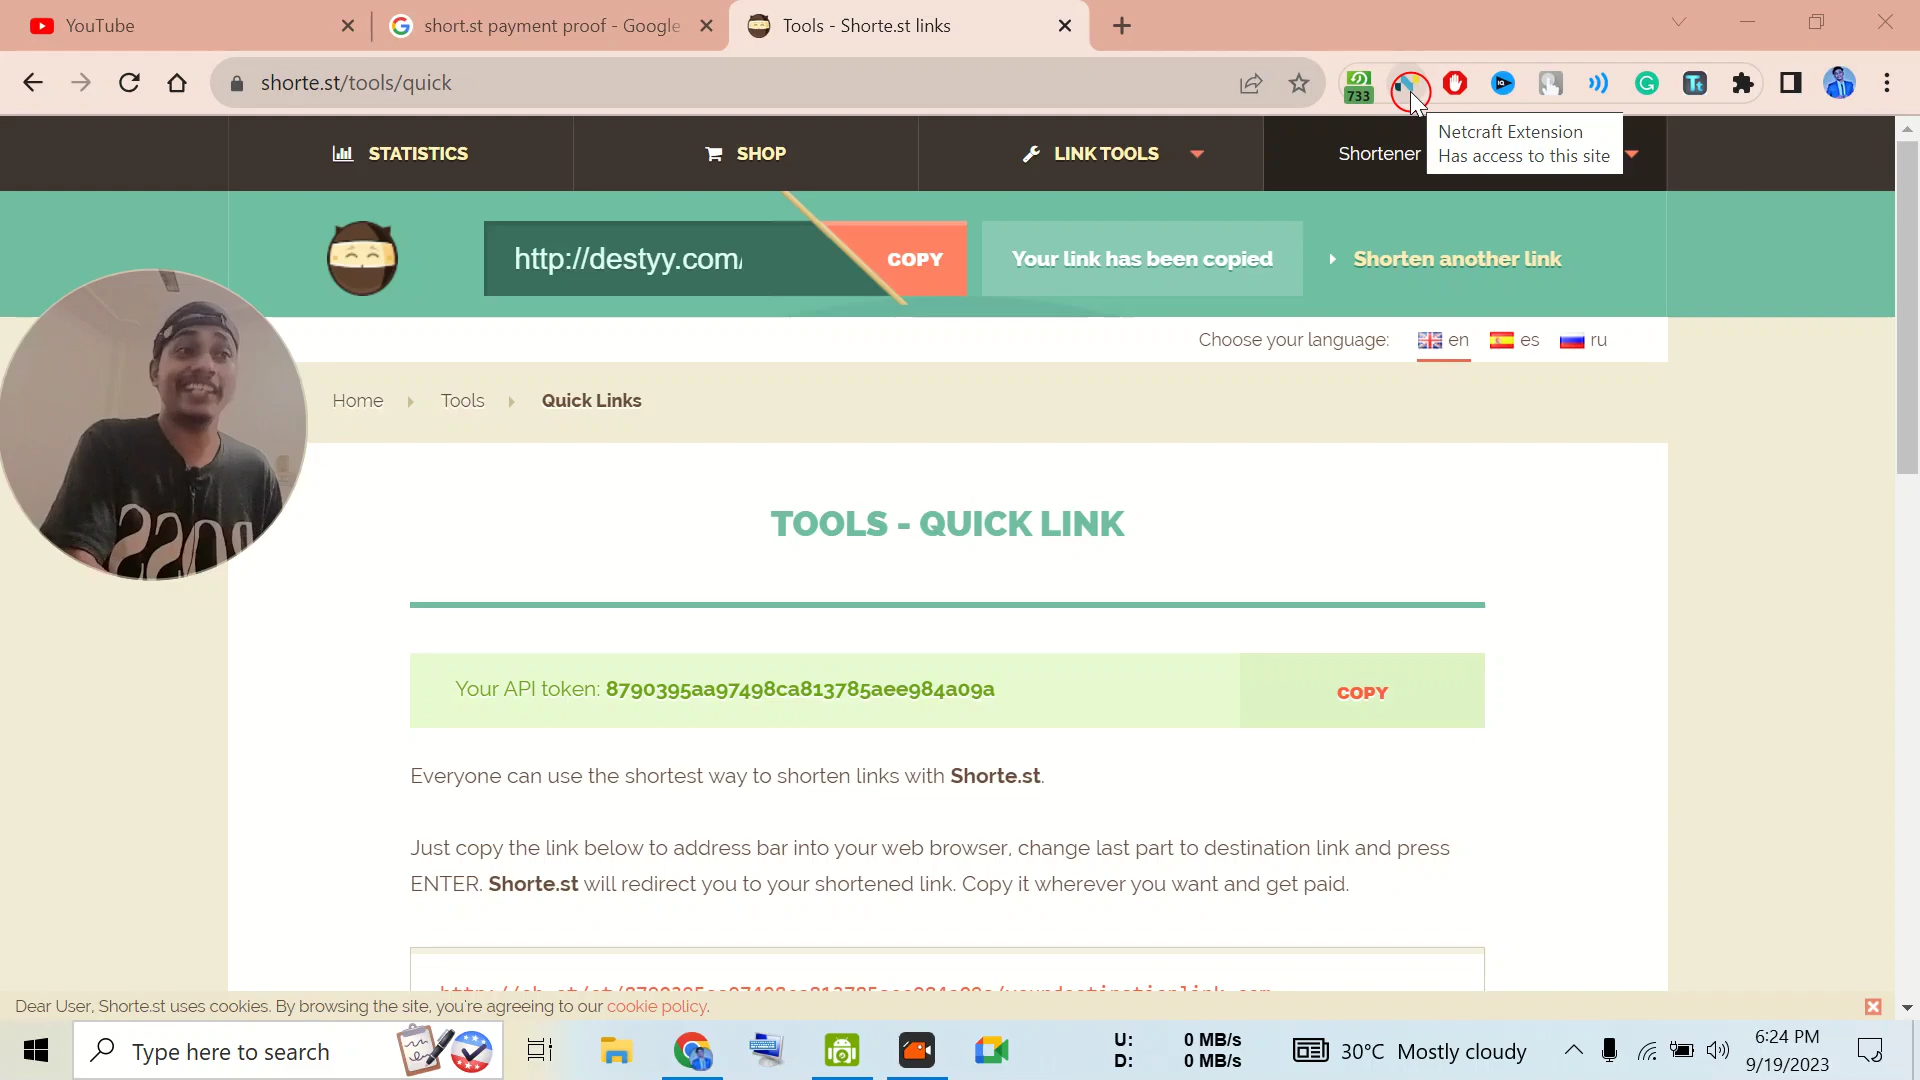 YouTube
short.st payment proof - Google
Tools - Shorte.st links
shorte.st/tools/quick
733
Netcraft Extension
Has access to this site
STATISTICS
SHOP
LINK TOOLS
Shortener
http://destyy.com/
COPY
Your link has been copied
Shorten another link
Choose your language:
en
es
ru
Home
Tools
Quick Links
TOOLS - QUICK LINK
Your API token: 8790395aa97498ca813785aee984a09a
COPY
Everyone can use the shortest way to shorten links with Shorte.st.
Just copy the link below to address bar into your web browser, change last part to destination link and press
ENTER. Shorte.st will redirect you to your shortened link. Copy it wherever you want and get paid.
Dear User, Shorte.st uses cookies. By browsing the site, you're agreeing to our cookie policy.
Type here to search
U: 0 MB/s
D: 0 MB/s
30°C Mostly cloudy
6:24 PM
9/19/2023